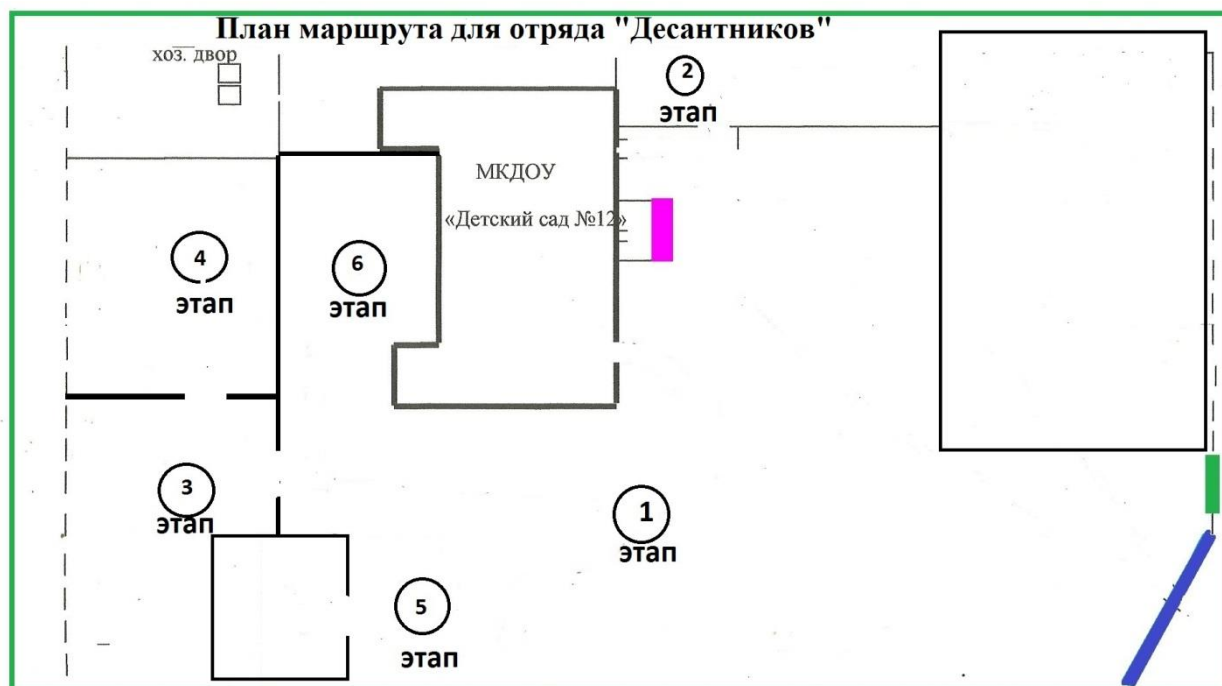 План маршрута для отряда "Десантников"
хоз. двор
2
этап
МКДОУ
«Детский сад №12»
4
этап
6
этап
3
этап
1
этап
5
этап